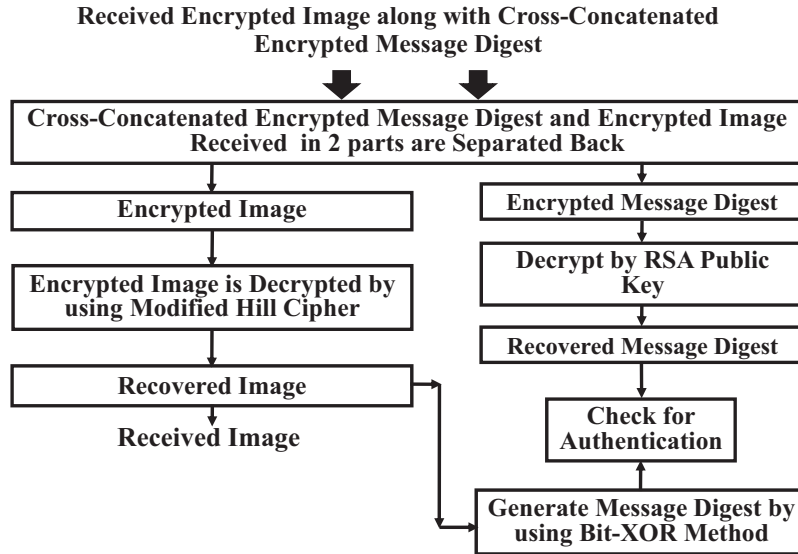 Received Encrypted Image along with Cross-Concatenated
Encrypted Message Digest
Cross-Concatenated Encrypted Message Digest and Encrypted Image
Received in 2 parts are Separated Back
Encrypted Image
Encrypted Image is Decrypted by
using Modified Hill Cipher
Recovered Image
Received Image
Encrypted Message Digest
Decrypt by RSA Public
Key
Recovered Message Digest
Check for
Authentication
Generate Message Digest by
using Bit-XOR Method